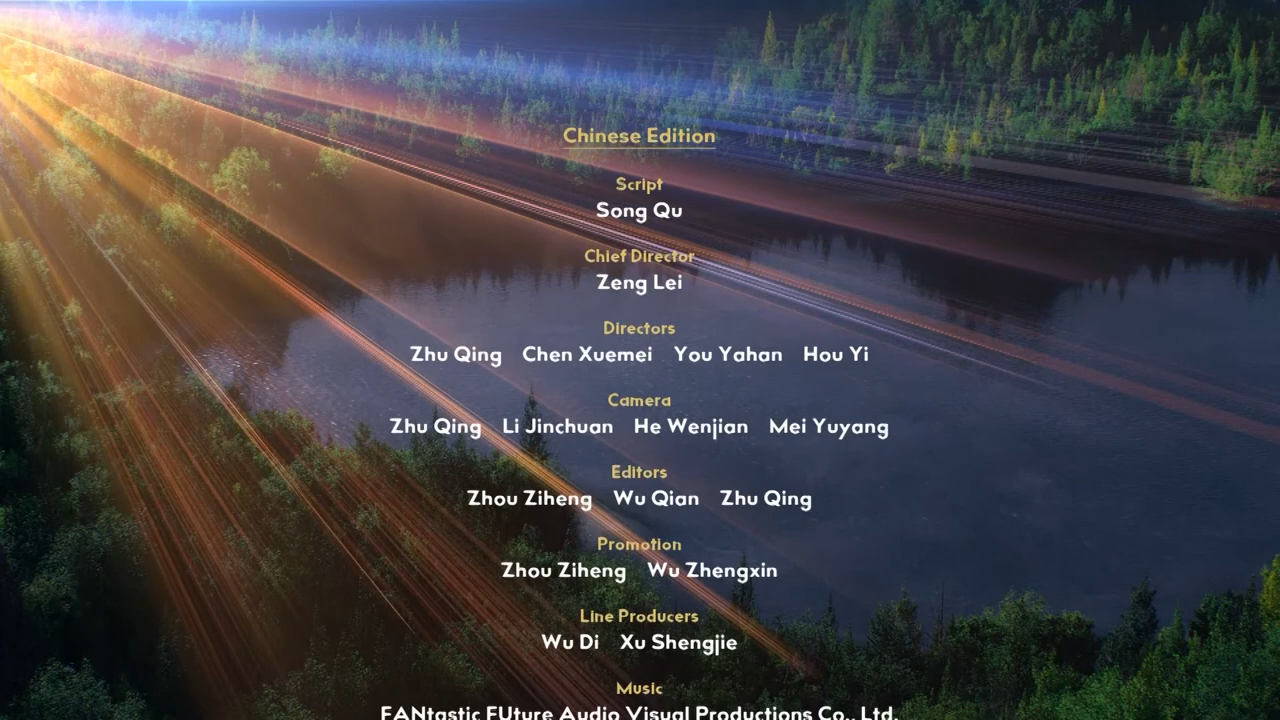 Chinese Edition
Script
Song Qu
Chief Director
Zeng Lei
Directors
Zhu Qing Chen Xuemei You Yahan Hou Yi
Camera
Zhu Qing Li Jinchuan He Wenjian Mei Yuyang
Editors
Zhou Ziheng Wu Qian Zhu Qing
Promotion
Zhou Ziheng Wu Zhengxin
Line Producers
Wu Di Xu Shengjie
Music
FANtastic FUture Audio Visual Productions Co., Ltd.